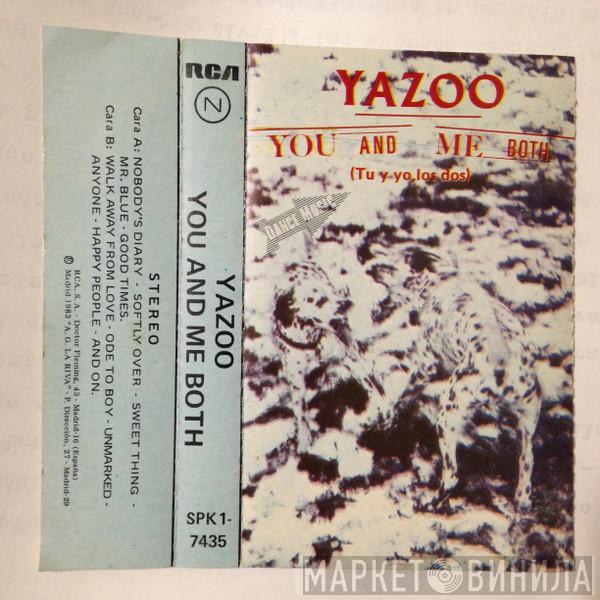 YAZOO
YOU AND ME BOTH
(Tu y yo, los dos)
DANCE MUSIC
RCA
Z
YAZOO
YOU AND ME BOTH
SPK1-
7435
Cara A: NOBODY'S DIARY - SOFTLY OVER - SWEET THING -
MR. BLUE - GOOD TIMES.
Cara B: WALK AWAY FROM LOVE - ODE TO BOY - UNMARKED -
ANYONE - HAPPY PEOPLE - AND ON.
STEREO
Ⓟ RCA, S.A. - Doctor Fleming, 43 - Madrid-16 (España)
Madrid 1983 "A.G. LA RIVA" - P. Dirección, 27 - Madrid-29
МАРКЕТ ВИНИЛА